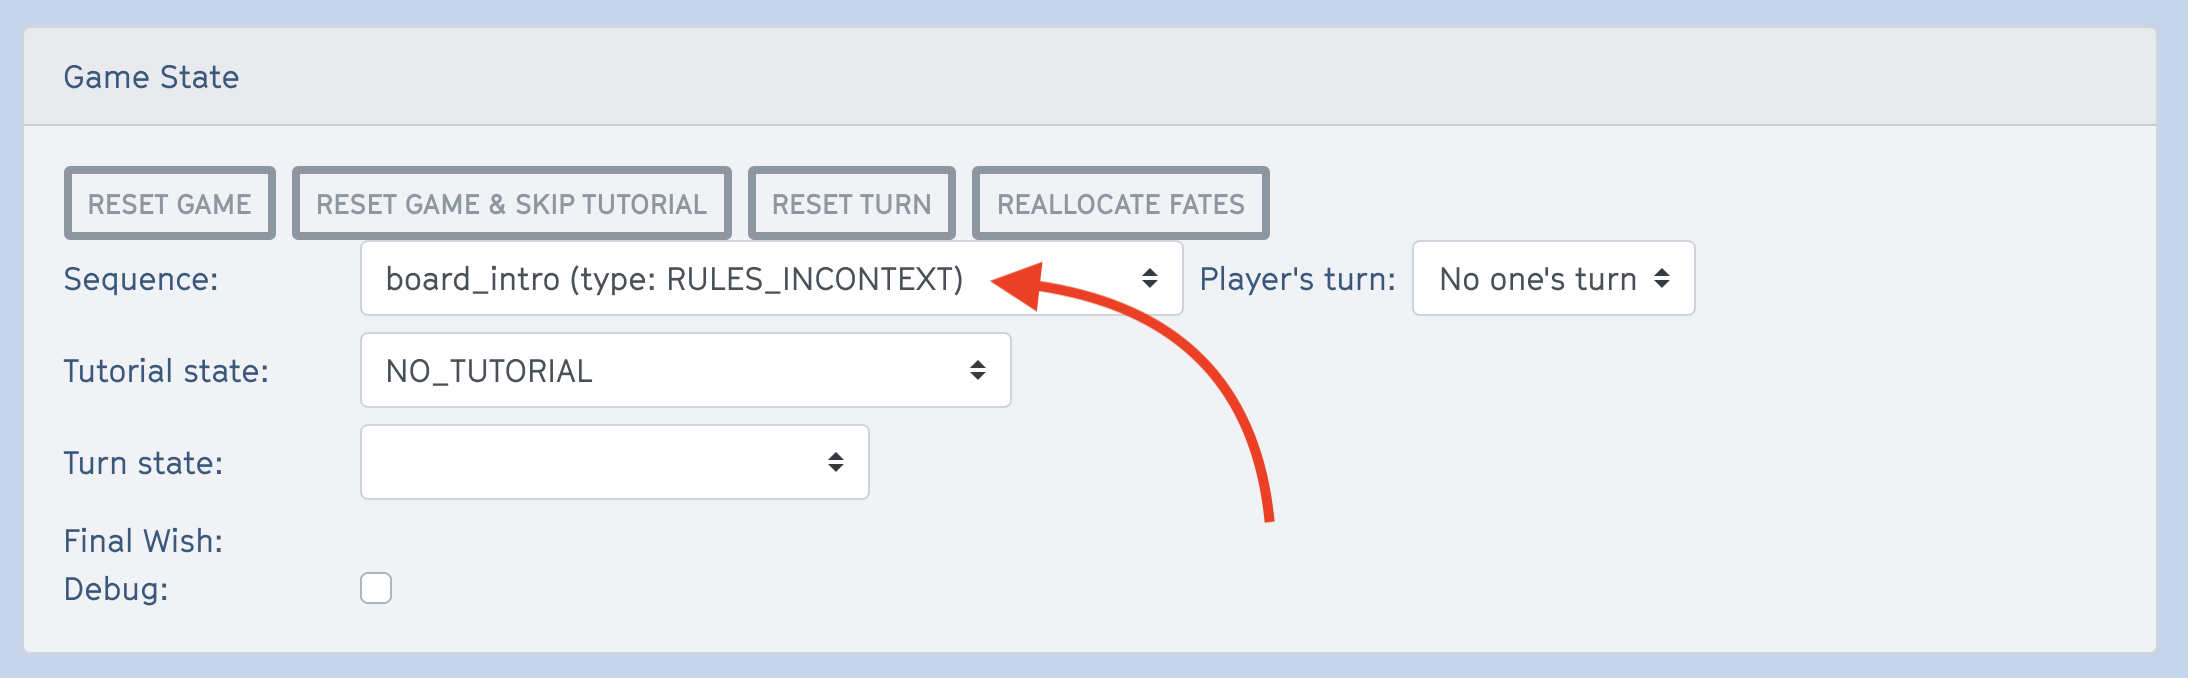 Game State
RESET GAME RESET GAME & SKIP TUTORIAL RESET TURN REALLOCATE FATES
Sequence: board_intro (type: RULES_INCONTEXT) Player's turn: No one's turn
Tutorial state: NO_TUTORIAL
Turn state:
Final Wish:
Debug: